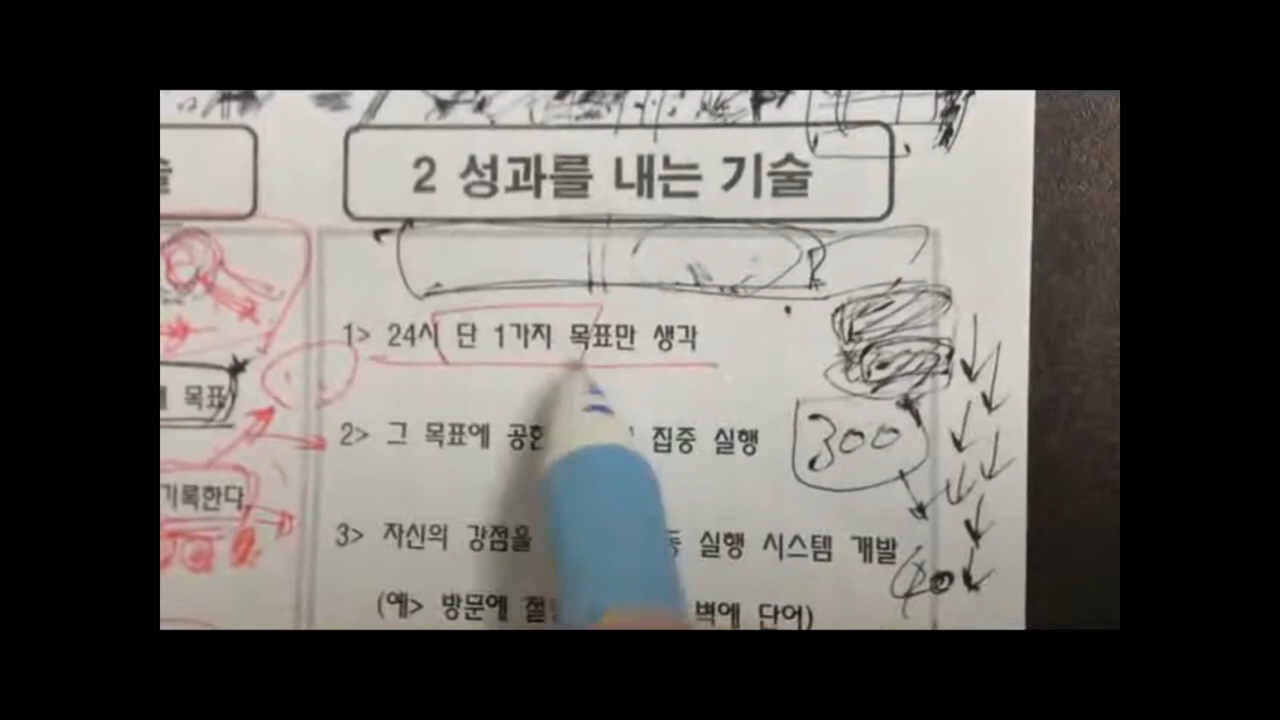 2 성과를 내는 기술
1> 24시 단 1가지 목표만 생각
목표
2> 그 목표에 집중 실행
300
기록한다
3> 자신의 강점을 실행 시스템 개발
(예> 방문에 벽에 단어)